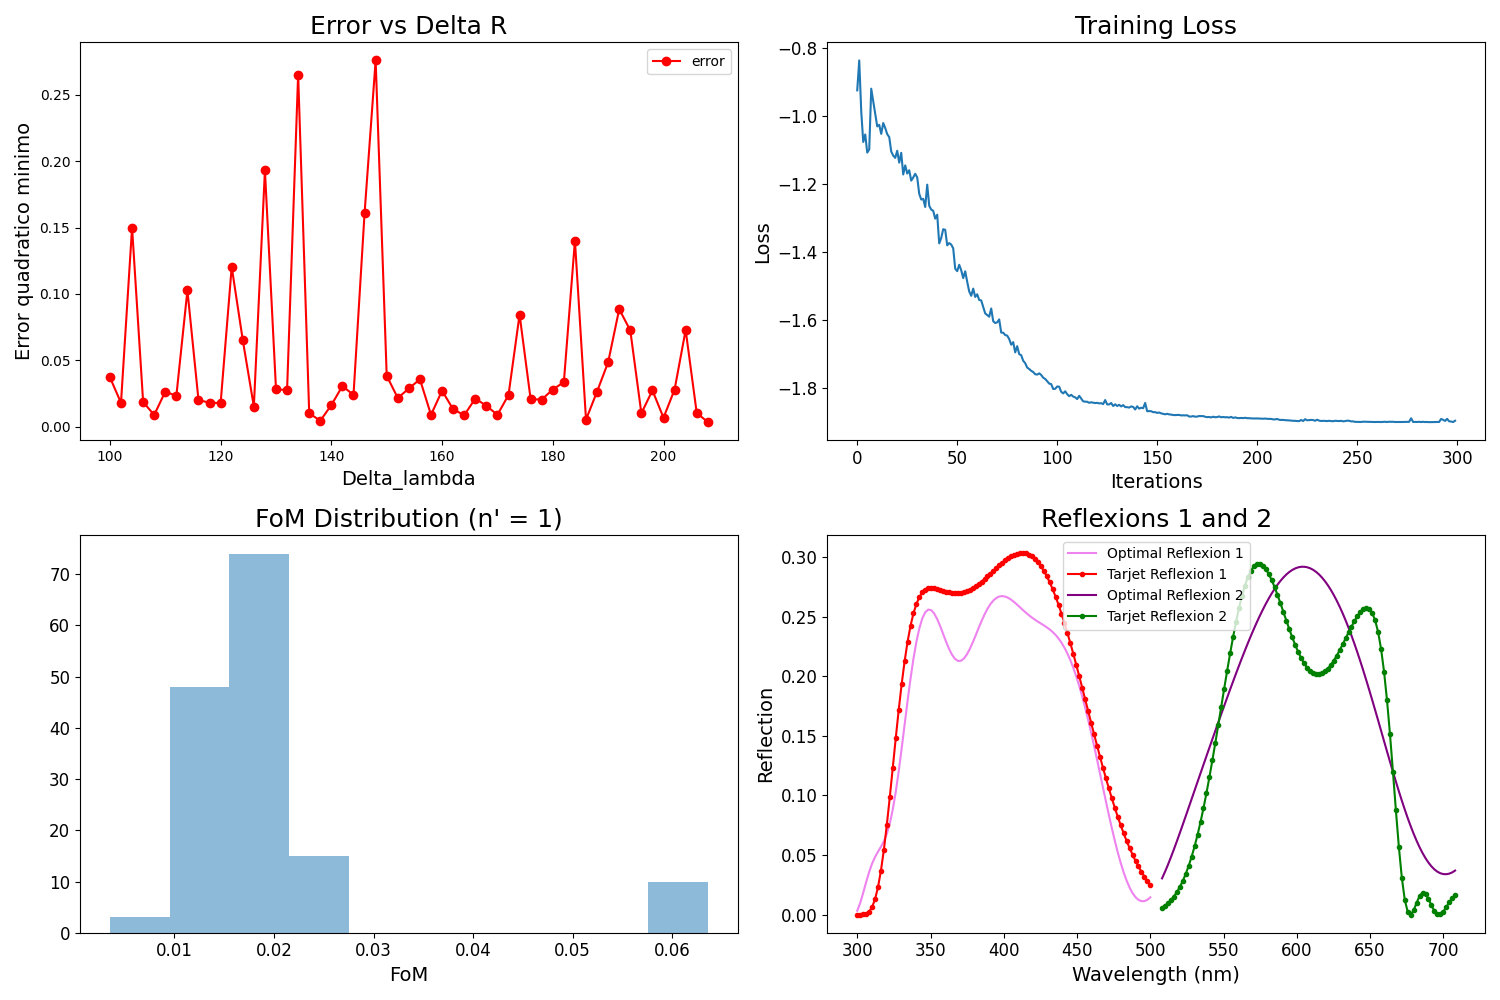 Error vs Delta R
error
Error quadratico minimo
0.25
0.20
0.15
0.10
0.05
0.00
100 120 140 160 180 200
Delta_lambda
Training Loss
Loss
−0.8
−1.0
−1.2
−1.4
−1.6
−1.8
0 50 100 150 200 250 300
Iterations
FoM Distribution (n' = 1)
70
60
50
40
30
20
10
0
0.01 0.02 0.03 0.04 0.05 0.06
FoM
Reflexions 1 and 2
Optimal Reflexion 1
Tarjet Reflexion 1
Optimal Reflexion 2
Tarjet Reflexion 2
Reflection
0.30
0.25
0.20
0.15
0.10
0.05
0.00
300 350 400 450 500 550 600 650 700
Wavelength (nm)